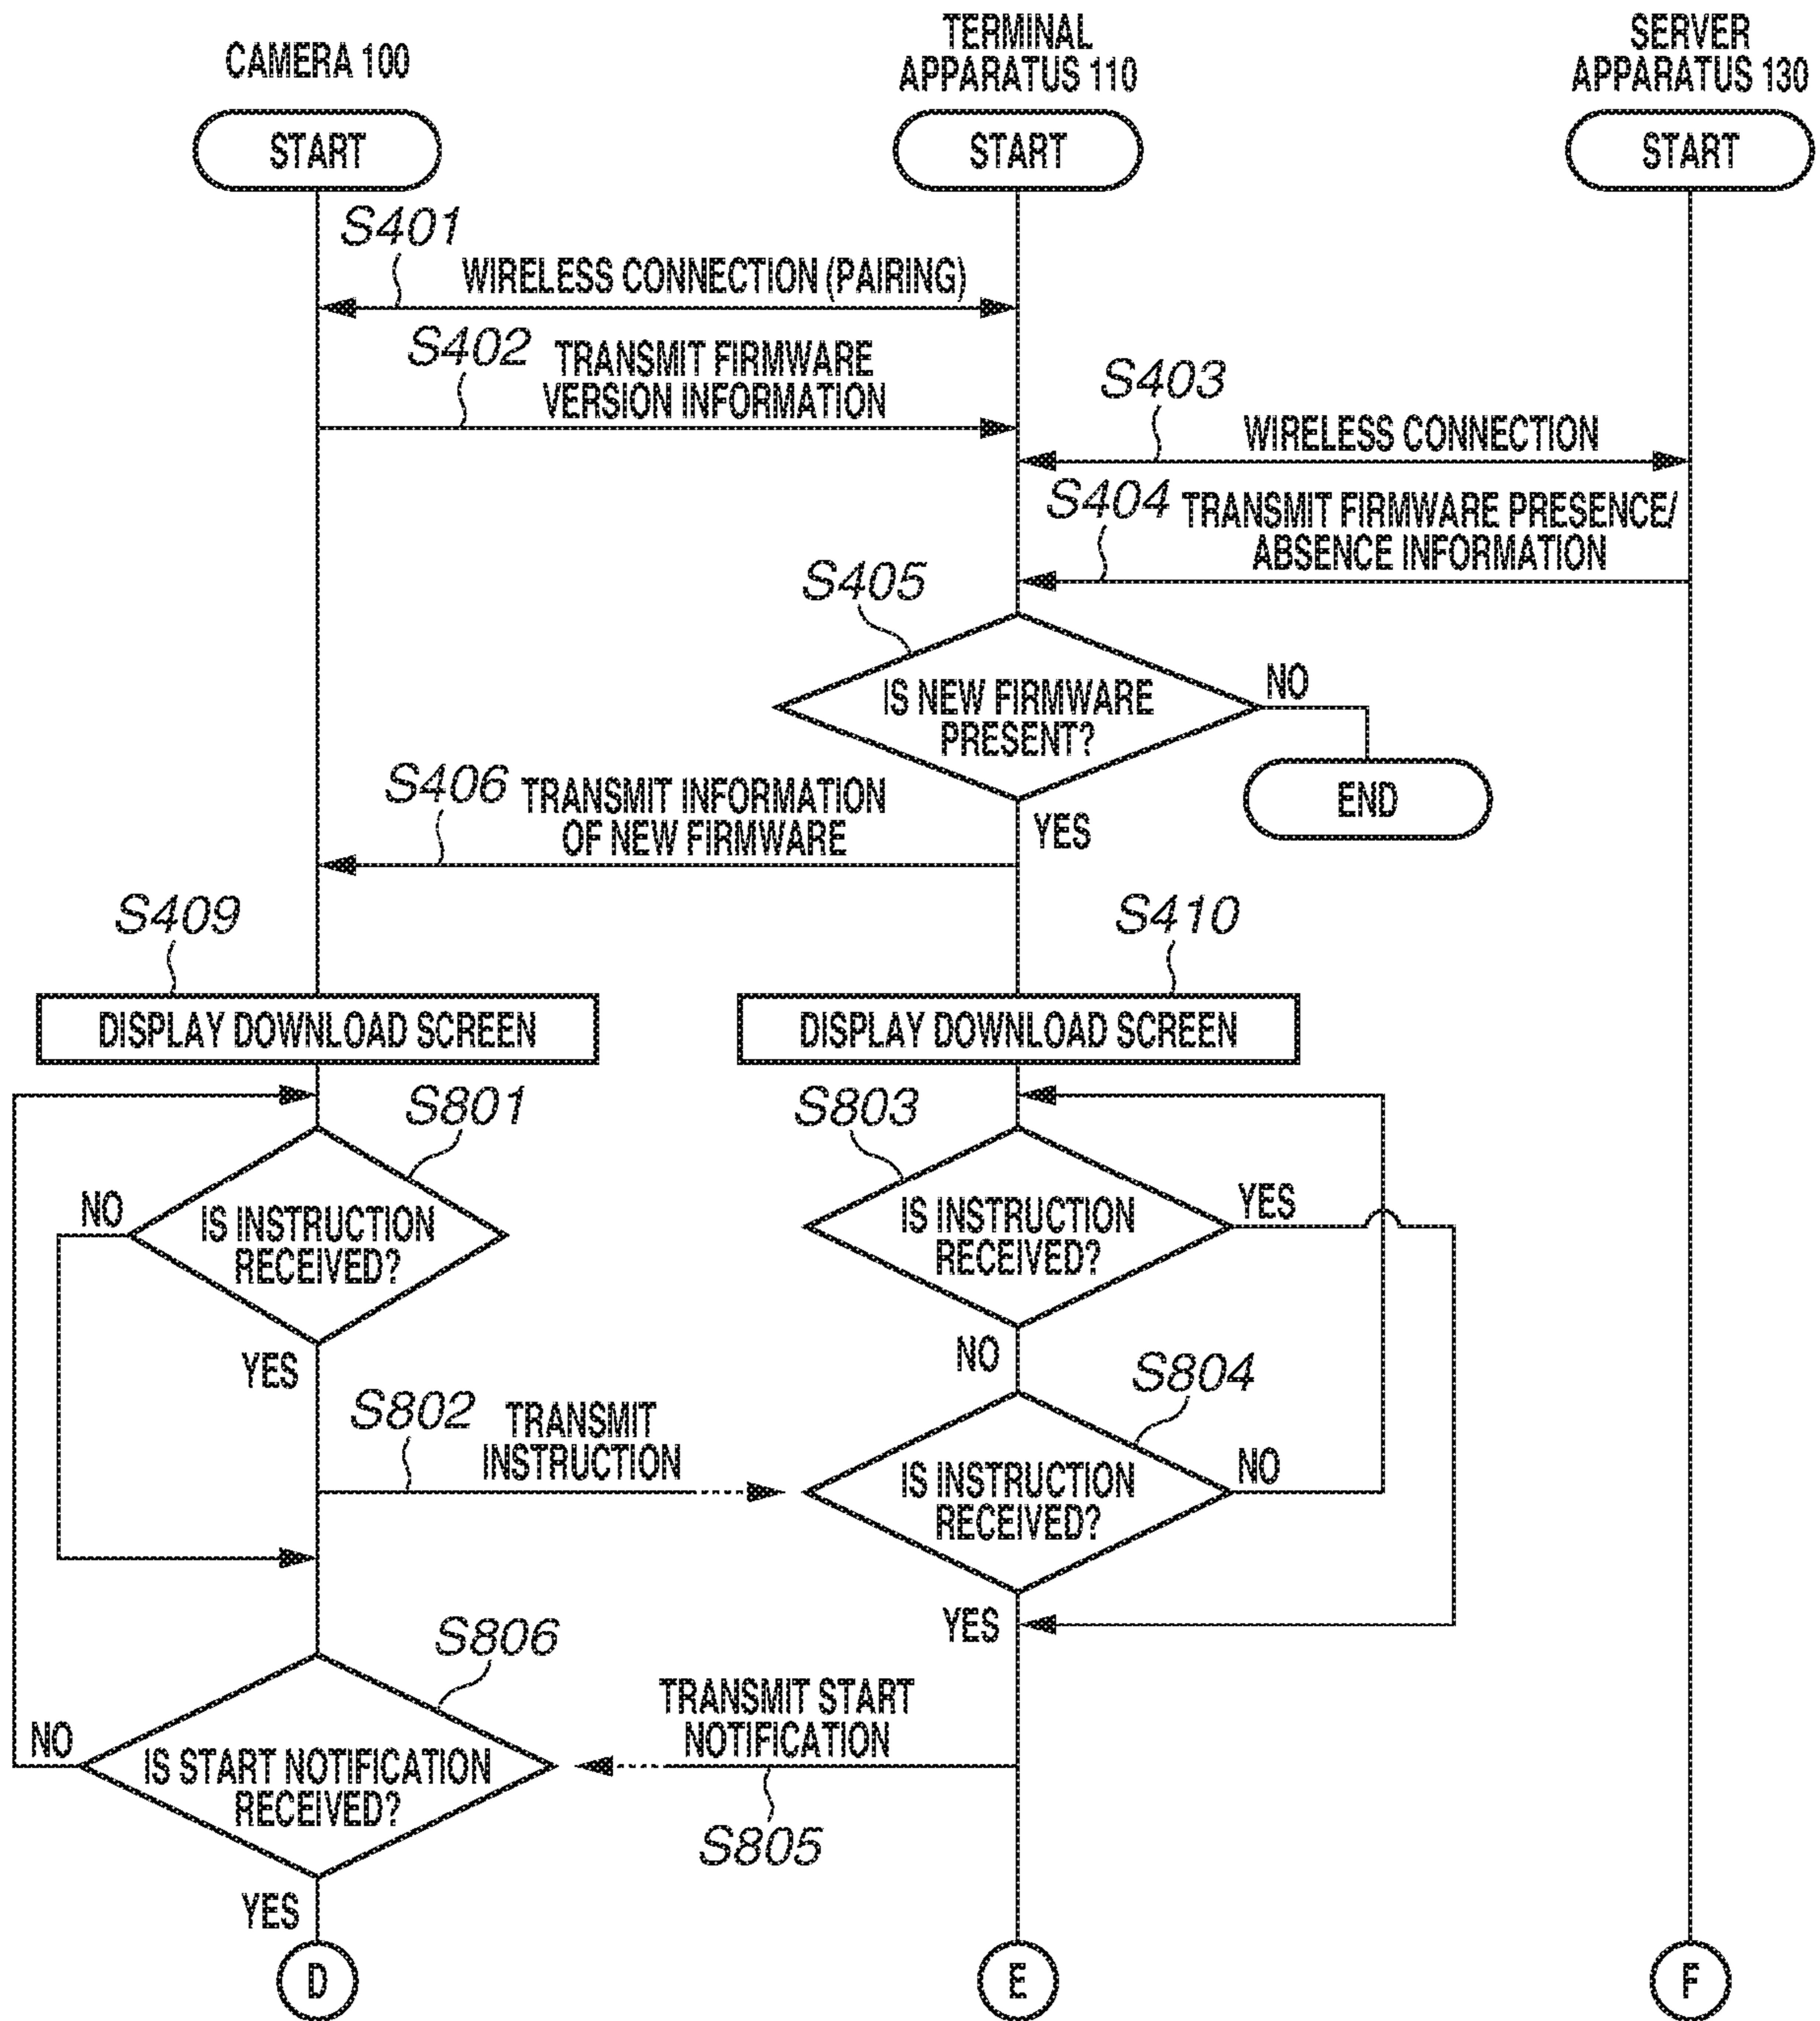 CAMERA 100
TERMINAL
APPARATUS 110
SERVER
APPARATUS 130
START
START
START
S401
WIRELESS CONNECTION (PAIRING)
S402
TRANSMIT FIRMWARE
VERSION INFORMATION
S403
WIRELESS CONNECTION
S404
TRANSMIT FIRMWARE PRESENCE/
ABSENCE INFORMATION
S405
IS NEW FIRMWARE
PRESENT?
NO
END
YES
S406
TRANSMIT INFORMATION
OF NEW FIRMWARE
S409
S410
DISPLAY DOWNLOAD SCREEN
DISPLAY DOWNLOAD SCREEN
S801
S803
NO
IS INSTRUCTION
RECEIVED?
YES
IS INSTRUCTION
RECEIVED?
YES
NO
S802
TRANSMIT
INSTRUCTION
S804
IS INSTRUCTION
RECEIVED?
NO
YES
S806
TRANSMIT START
NOTIFICATION
S805
NO
IS START NOTIFICATION
RECEIVED?
YES
D
E
F